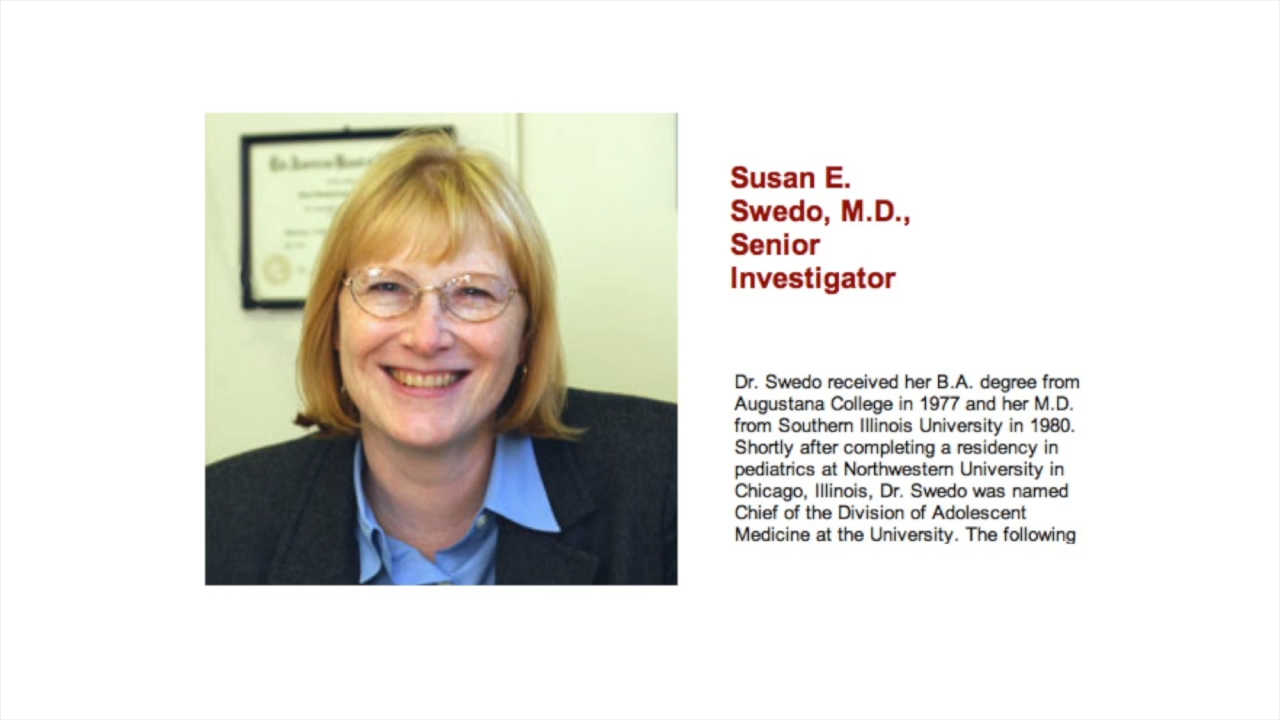 Susan E.
Swedo, M.D.,
Senior
Investigator
Dr. Swedo received her B.A. degree from
Augustana College in 1977 and her M.D.
from Southern Illinois University in 1980.
Shortly after completing a residency in
pediatrics at Northwestern University in
Chicago, Illinois, Dr. Swedo was named
Chief of the Division of Adolescent
Medicine at the University. The following